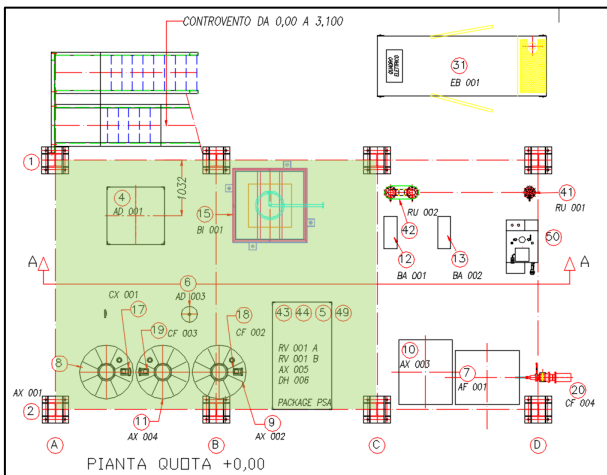 CONTROVENTO DA 0,00 A 3,100
31
QUADRO
ELETTRICO
EB 001
1
4
AD 001
1032
15
BI 001
RU 002
42
41
RU 001
12
BA 001
13
BA 002
50
A
A
6
AD 003
CX 001
17
19
CF 003
18
CF 002
43 44 5 49
RV 001 A
RV 001 B
AX 005
DH 006
PACKAGE PSA
8
10
AX 003
7
AF 001
20
CF 004
AX 001
2
11
AX 004
9
AX 002
A
B
C
D
PIANTA QUOTA +0,00